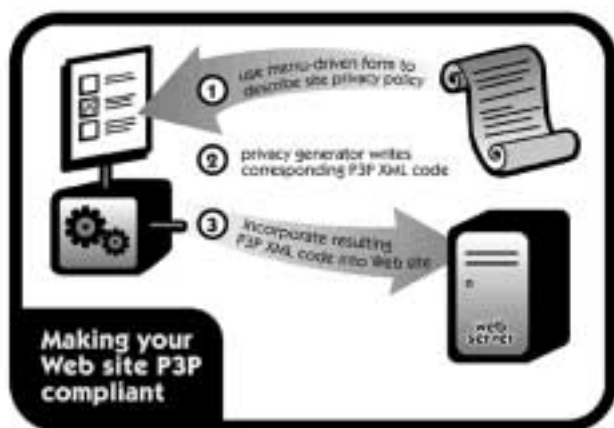 1 use menu-driven form to
describe site privacy policy
2 privacy generator writes
corresponding P3P XML code
3 incorporate resulting
P3P XML code into Web site
web
server
Making your
Web site P3P
compliant